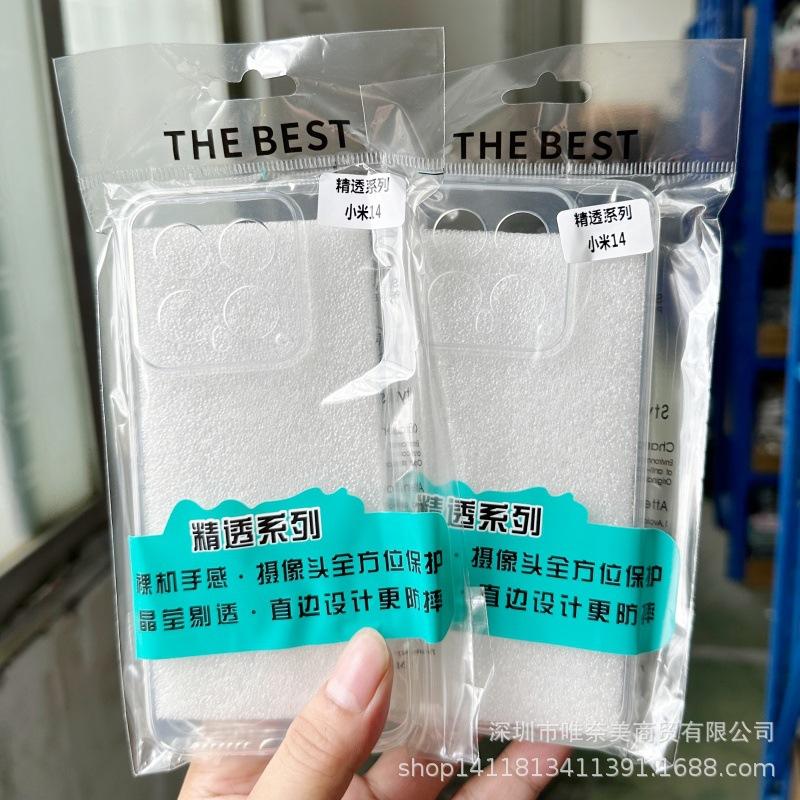 THE BEST
精透系列
小米14
精透系列
裸机手感·摄像头全方位保护
晶莹剔透·直边设计更防摔
THE BEST
精透系列
小米14
精透系列
·摄像头全方位保护
·直边设计更防摔
深圳市唯奈美商贸有限公司
shop1411813411391.1688.com